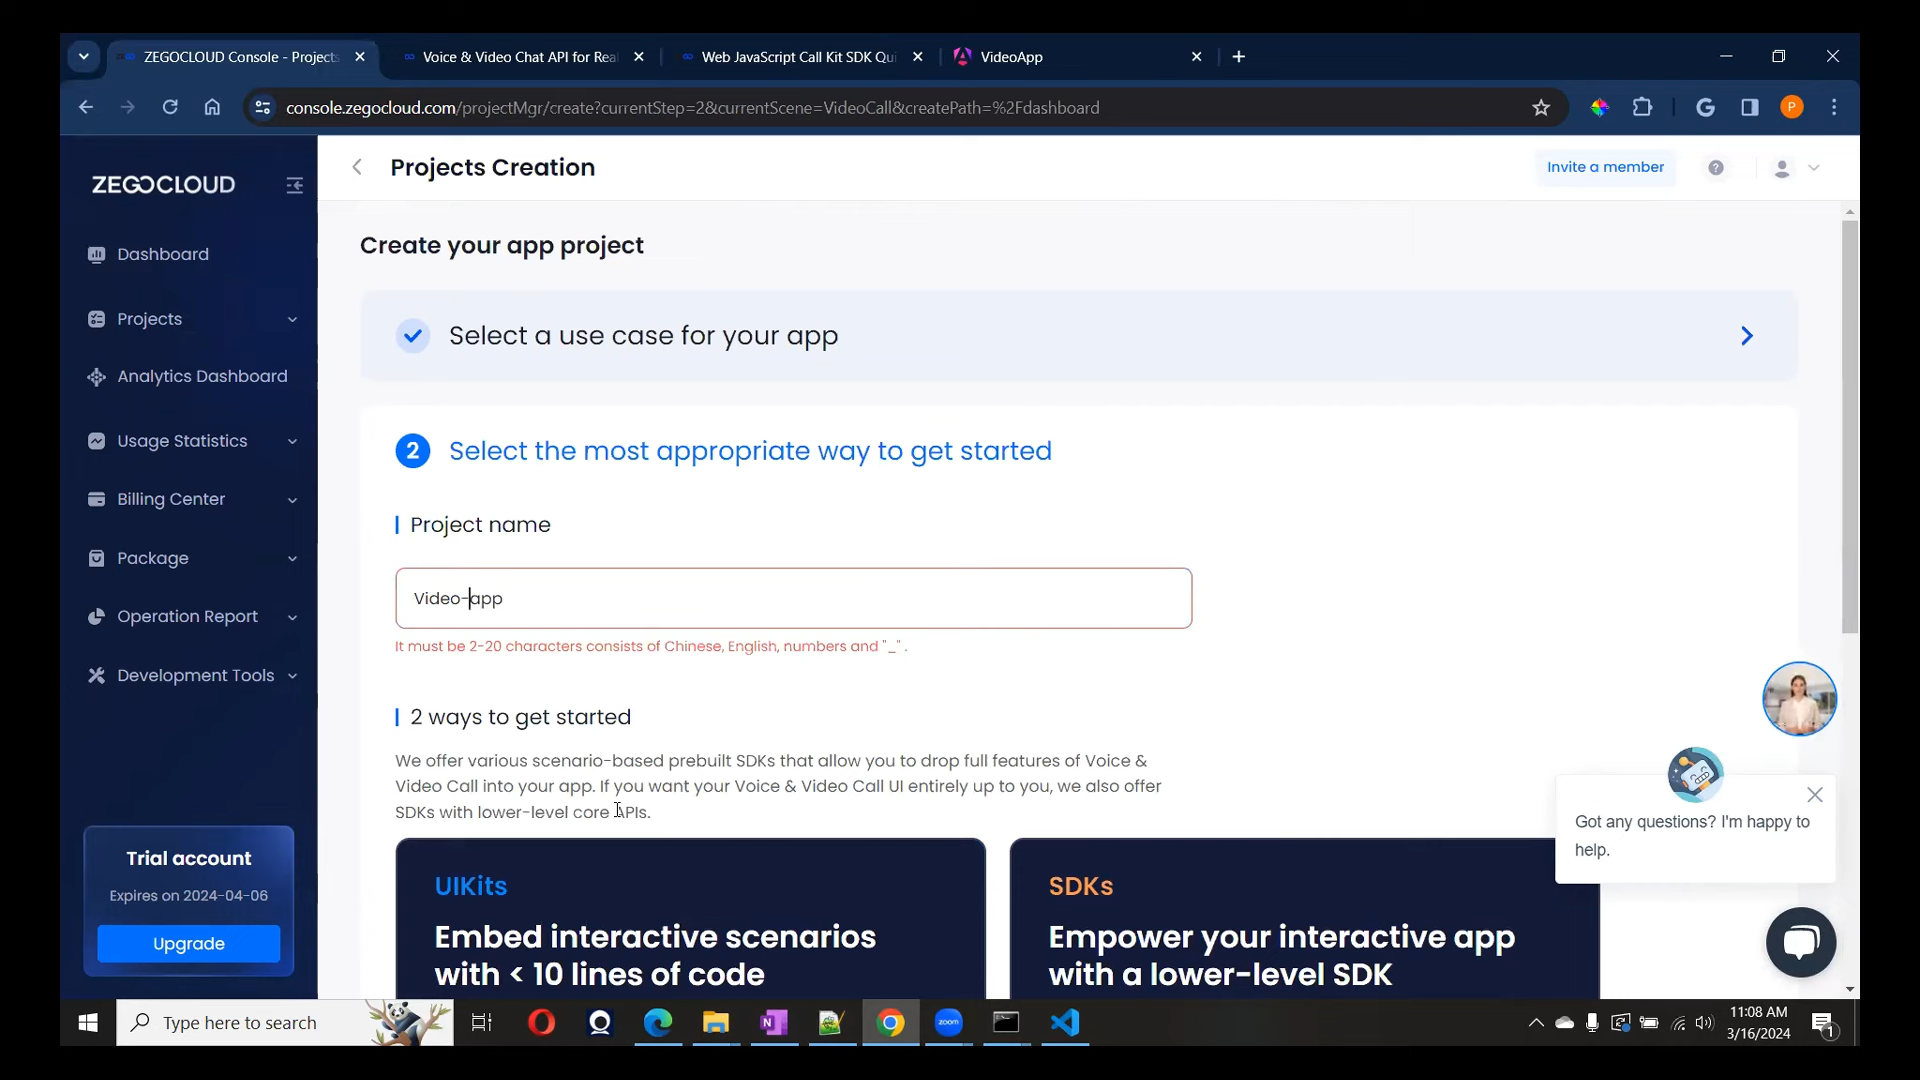 ZEGOCLOUD Console - Projects
Voice & Video Chat API for Real
Web JavaScript Call Kit SDK Qui
VideoApp
console.zegocloud.com/projectMgr/create?currentStep=2&currentScene=VideoCall&createPath=%2Fdashboard
G
P
ZEGOCLOUD
Projects Creation
Invite a member
Dashboard
Projects
Analytics Dashboard
Usage Statistics
Billing Center
Package
Operation Report
Development Tools
Trial account
Expires on 2024-04-06
Upgrade
Create your app project
Select a use case for your app
2 Select the most appropriate way to get started
Project name
Video-app
It must be 2-20 characters consists of Chinese, English, numbers and "_" .
2 ways to get started
We offer various scenario-based prebuilt SDKs that allow you to drop full features of Voice &
Video Call into your app. If you want your Voice & Video Call UI entirely up to you, we also offer
SDKs with lower-level core APIs.
UIKits
Embed interactive scenarios
with < 10 lines of code
SDKs
Empower your interactive app
with a lower-level SDK
Got any questions? I'm happy to
help.
Type here to search
N
zoom
11:08 AM
3/16/2024
1